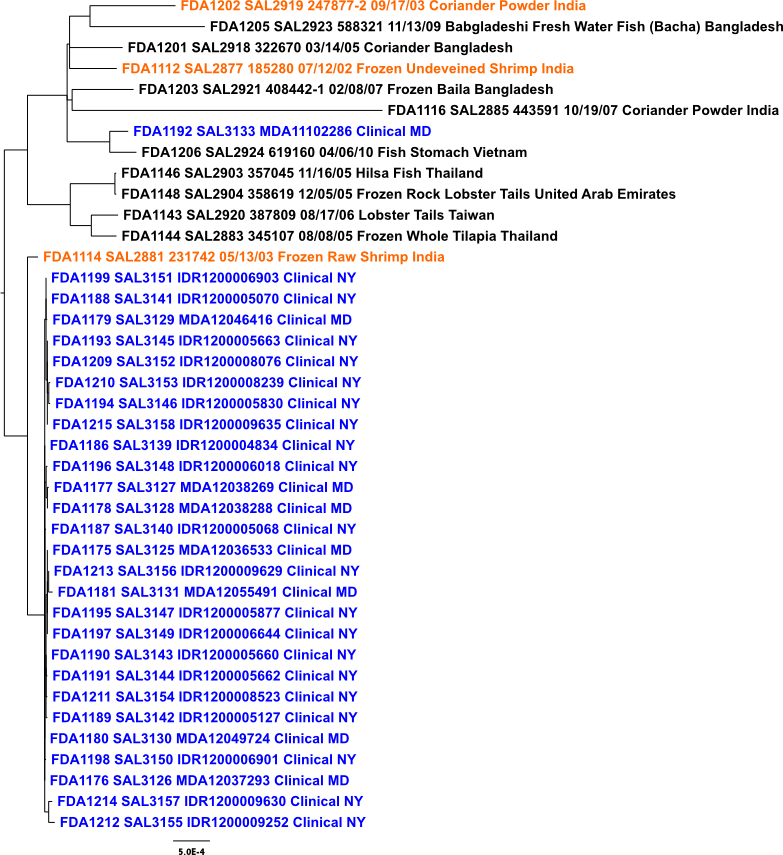 FDA1202 SAL2919 247877-2 09/17/03 Coriander Powder India
FDA1205 SAL2923 588321 11/13/09 Babgladeshi Fresh Water Fish (Bacha) Bangladesh
FDA1201 SAL2918 322670 03/14/05 Coriander Bangladesh
FDA1112 SAL2877 185280 07/12/02 Frozen Undeveined Shrimp India
FDA1203 SAL2921 408442-1 02/08/07 Frozen Baila Bangladesh
FDA1116 SAL2885 443591 10/19/07 Coriander Powder India
FDA1192 SAL3133 MDA11102286 Clinical MD
FDA1206 SAL2924 619160 04/06/10 Fish Stomach Vietnam
FDA1146 SAL2903 357045 11/16/05 Hilsa Fish Thailand
FDA1148 SAL2904 358619 12/05/05 Frozen Rock Lobster Tails United Arab Emirates
FDA1143 SAL2920 387809 08/17/06 Lobster Tails Taiwan
FDA1144 SAL2883 345107 08/08/05 Frozen Whole Tilapia Thailand
FDA1114 SAL2881 231742 05/13/03 Frozen Raw Shrimp India
FDA1199 SAL3151 IDR1200006903 Clinical NY
FDA1188 SAL3141 IDR1200005070 Clinical NY
FDA1179 SAL3129 MDA12046416 Clinical MD
FDA1193 SAL3145 IDR1200005663 Clinical NY
FDA1209 SAL3152 IDR1200008076 Clinical NY
FDA1210 SAL3153 IDR1200008239 Clinical NY
FDA1194 SAL3146 IDR1200005830 Clinical NY
FDA1215 SAL3158 IDR1200009635 Clinical NY
FDA1186 SAL3139 IDR1200004834 Clinical NY
FDA1196 SAL3148 IDR1200006018 Clinical NY
FDA1177 SAL3127 MDA12038269 Clinical MD
FDA1178 SAL3128 MDA12038288 Clinical MD
FDA1187 SAL3140 IDR1200005068 Clinical NY
FDA1175 SAL3125 MDA12036533 Clinical MD
FDA1213 SAL3156 IDR1200009629 Clinical NY
FDA1181 SAL3131 MDA12055491 Clinical MD
FDA1195 SAL3147 IDR1200005877 Clinical NY
FDA1197 SAL3149 IDR1200006644 Clinical NY
FDA1190 SAL3143 IDR1200005660 Clinical NY
FDA1191 SAL3144 IDR1200005662 Clinical NY
FDA1211 SAL3154 IDR1200008523 Clinical NY
FDA1189 SAL3142 IDR1200005127 Clinical NY
FDA1180 SAL3130 MDA12049724 Clinical MD
FDA1198 SAL3150 IDR1200006901 Clinical NY
FDA1176 SAL3126 MDA12037293 Clinical MD
FDA1214 SAL3157 IDR1200009630 Clinical NY
FDA1212 SAL3155 IDR1200009252 Clinical NY
5.0E-4